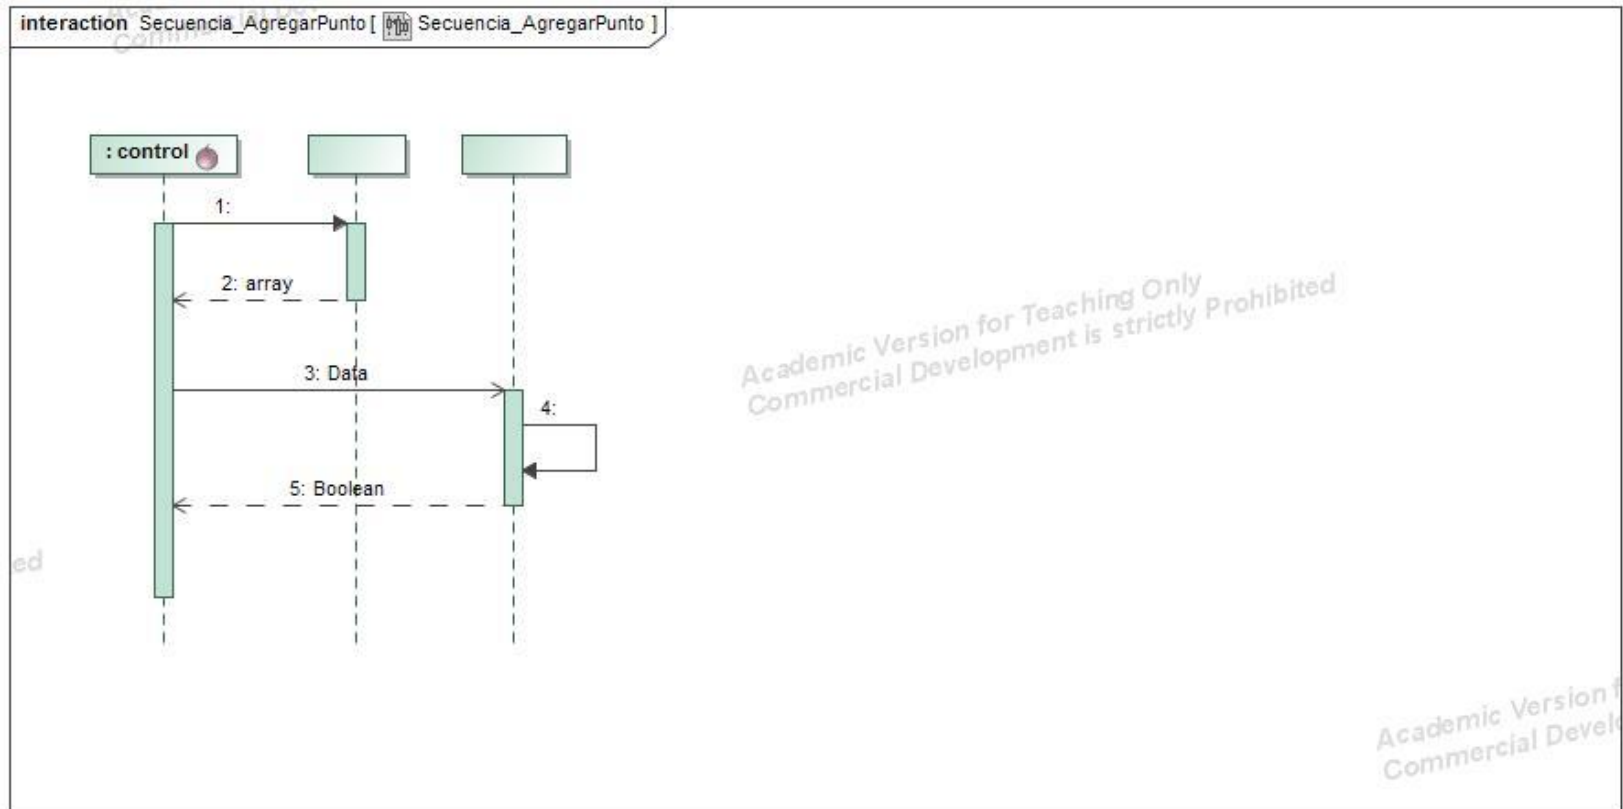 interaction Secuencia_AgregarPunto [ Secuencia_AgregarPunto ]
: control
1:
2: array
3: Data
4:
5: Boolean
Academic Version for Teaching Only
Commercial Development is strictly Prohibited
ed
Academic Version
Commercial